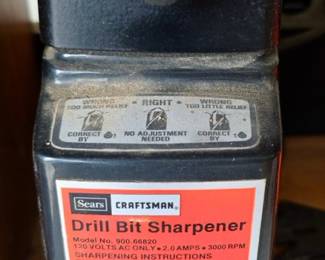 WRONG RIGHT WRONG
TOO MUCH RELIEF TOO LITTLE RELIEF
CORRECT NO ADJUSTMENT CORRECT
BY NEEDED BY
Sears CRAFTSMAN®
Drill Bit Sharpener
Model No. 900.66820
120 VOLTS AC ONLY • 2.0 AMPS • 3000 RPM
SHARPENING INSTRUCTIONS